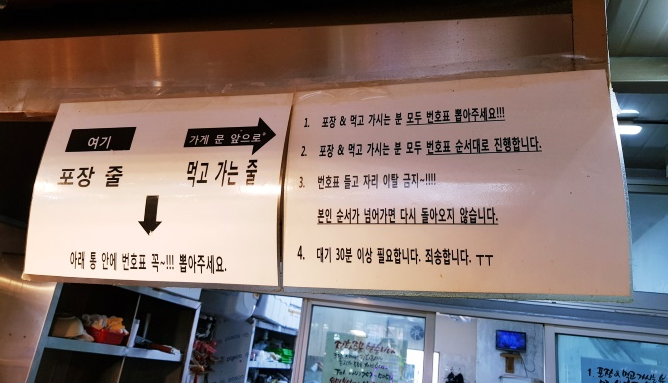 여기
포장 줄
가게 문 앞으로
먹고 가는 줄
아래 통 안에 번호표 꼭~!!! 뽑아주세요.
1. 포장 & 먹고 가시는 분 모두 번호표 뽑아주세요!!!
2. 포장 & 먹고 가시는 분 모두 번호표 순서대로 진행합니다.
3. 번호표 들고 자리 이탈 금지~!!!!
본인 순서가 넘어가면 다시 돌아오지 않습니다.
4. 대기 30분 이상 필요합니다. 죄송합니다. ㅜㅜ
1. 포장 & 먹고 가시는